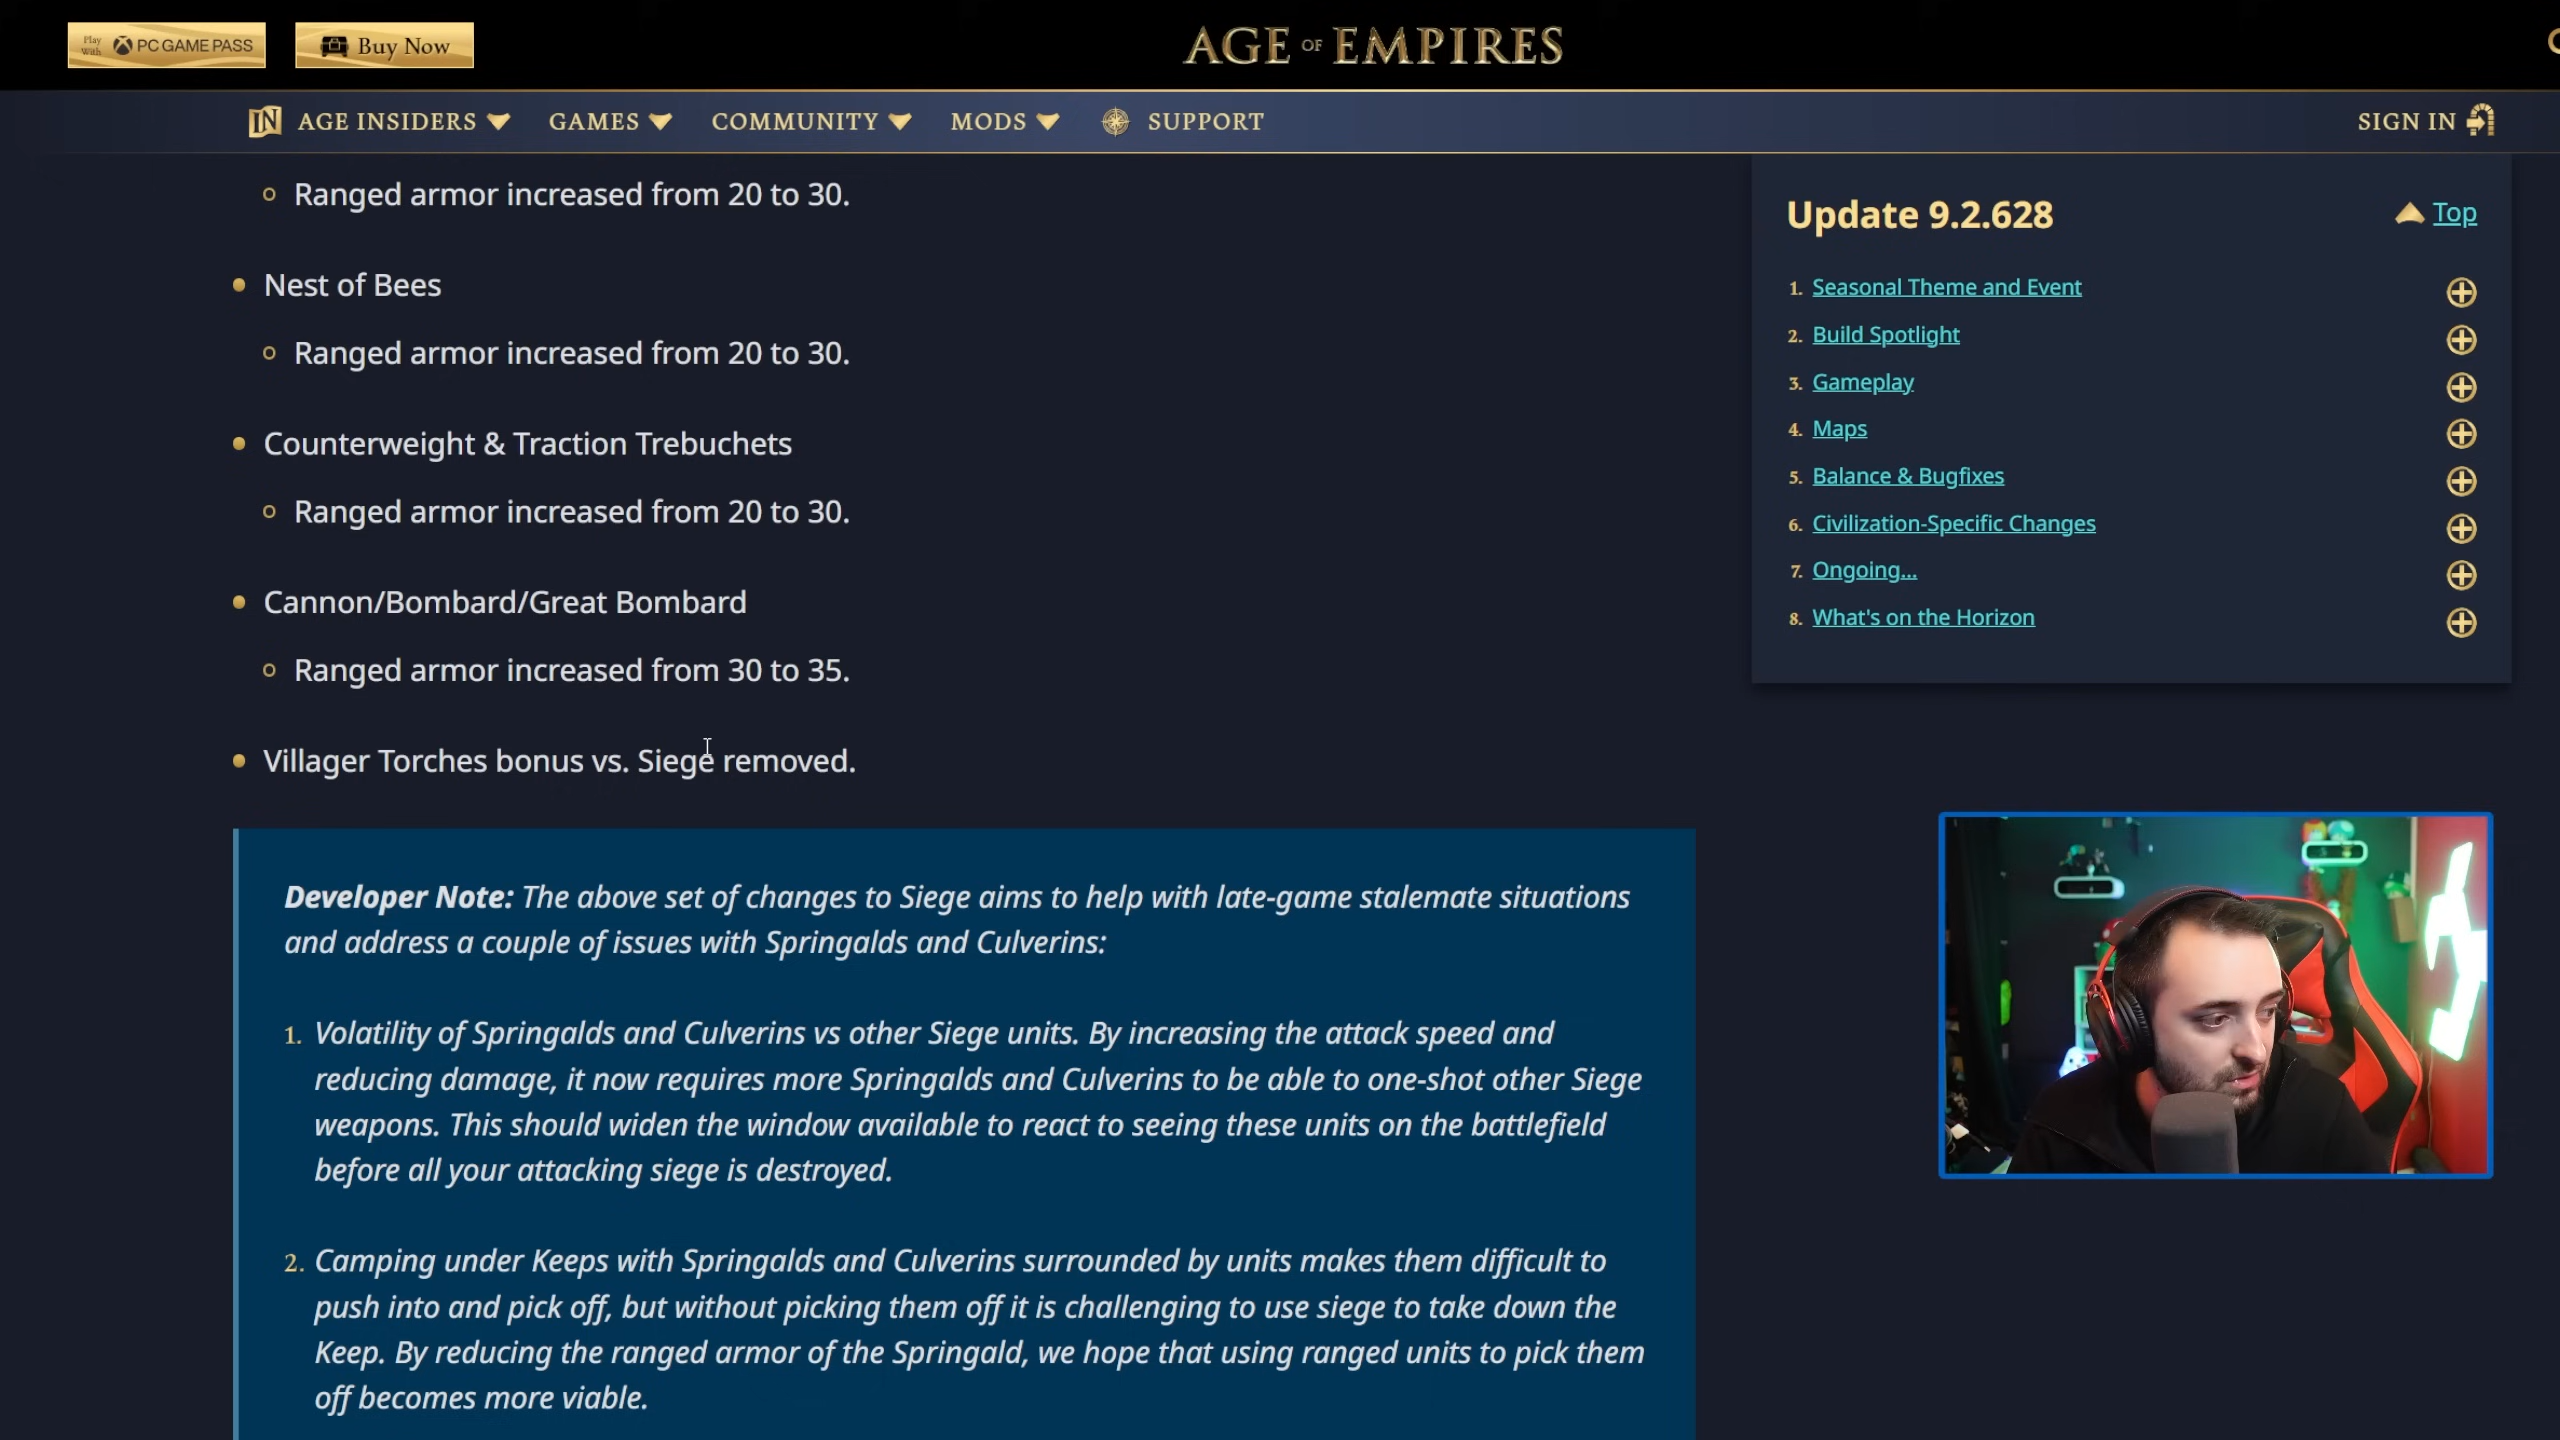 Play With PC GAME PASS
Buy Now
AGE OF EMPIRES
IN AGE INSIDERS GAMES COMMUNITY MODS SUPPORT
SIGN IN
Ranged armor increased from 20 to 30.
Nest of Bees
Ranged armor increased from 20 to 30.
Counterweight & Traction Trebuchets
Ranged armor increased from 20 to 30.
Cannon/Bombard/Great Bombard
Ranged armor increased from 30 to 35.
Villager Torches bonus vs. Siege removed.
Developer Note: The above set of changes to Siege aims to help with late-game stalemate situations
and address a couple of issues with Springalds and Culverins:
1. Volatility of Springalds and Culverins vs other Siege units. By increasing the attack speed and
reducing damage, it now requires more Springalds and Culverins to be able to one-shot other Siege
weapons. This should widen the window available to react to seeing these units on the battlefield
before all your attacking siege is destroyed.
2. Camping under Keeps with Springalds and Culverins surrounded by units makes them difficult to
push into and pick off, but without picking them off it is challenging to use siege to take down the
Keep. By reducing the ranged armor of the Springald, we hope that using ranged units to pick them
off becomes more viable.
Update 9.2.628
Top
1. Seasonal Theme and Event
2. Build Spotlight
3. Gameplay
4. Maps
5. Balance & Bugfixes
6. Civilization-Specific Changes
7. Ongoing...
8. What's on the Horizon